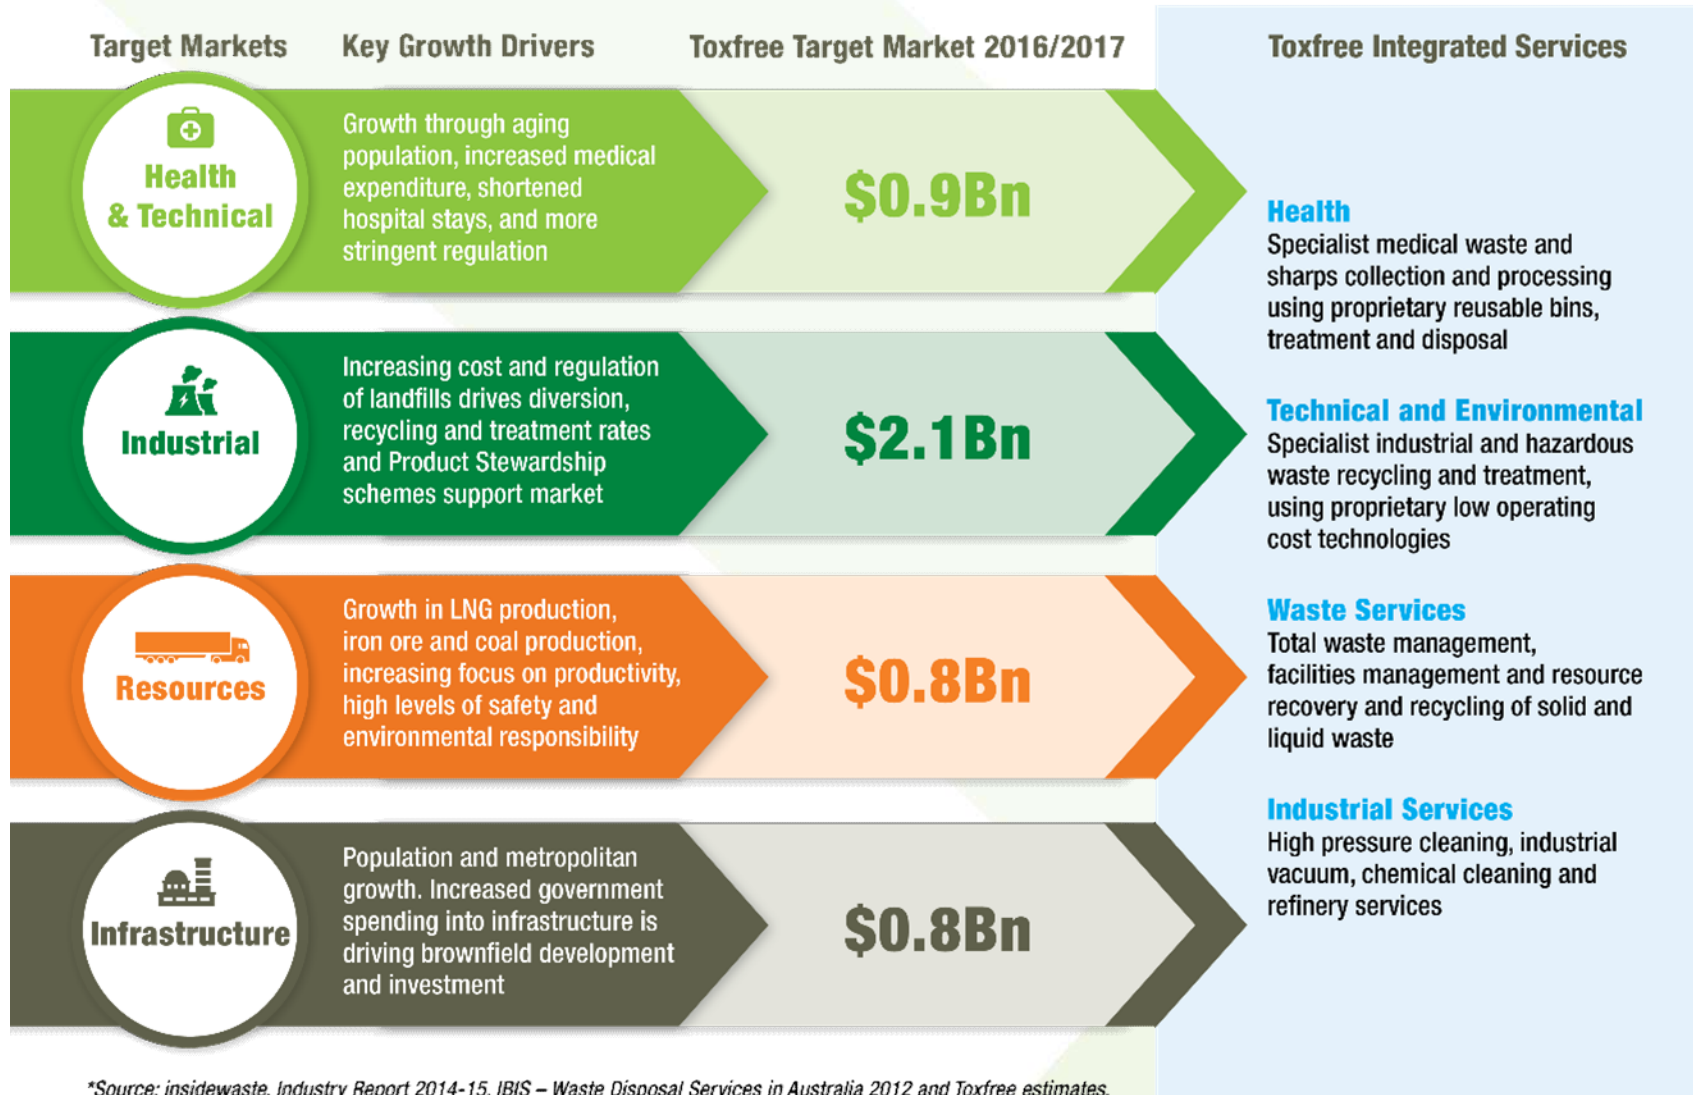 Target Markets
Key Growth Drivers
Toxfree Target Market 2016/2017
Toxfree Integrated Services
Health
& Technical
Growth through aging
population, increased medical
expenditure, shortened
hospital stays, and more
stringent regulation
$0.9Bn
Industrial
Increasing cost and regulation
of landfills drives diversion,
recycling and treatment rates
and Product Stewardship
schemes support market
$2.1Bn
Resources
Growth in LNG production,
iron ore and coal production,
increasing focus on productivity,
high levels of safety and
environmental responsibility
$0.8Bn
Infrastructure
Population and metropolitan
growth. Increased government
spending into infrastructure is
driving brownfield development
and investment
$0.8Bn
Health
Specialist medical waste and
sharps collection and processing
using proprietary reusable bins,
treatment and disposal
Technical and Environmental
Specialist industrial and hazardous
waste recycling and treatment,
using proprietary low operating
cost technologies
Waste Services
Total waste management,
facilities management and resource
recovery and recycling of solid and
liquid waste
Industrial Services
High pressure cleaning, industrial
vacuum, chemical cleaning and
refinery services
*Source: insidewaste. Industry Report 2014-15. IBIS – Waste Disposal Services in Australia 2012 and Toxfree estimates.